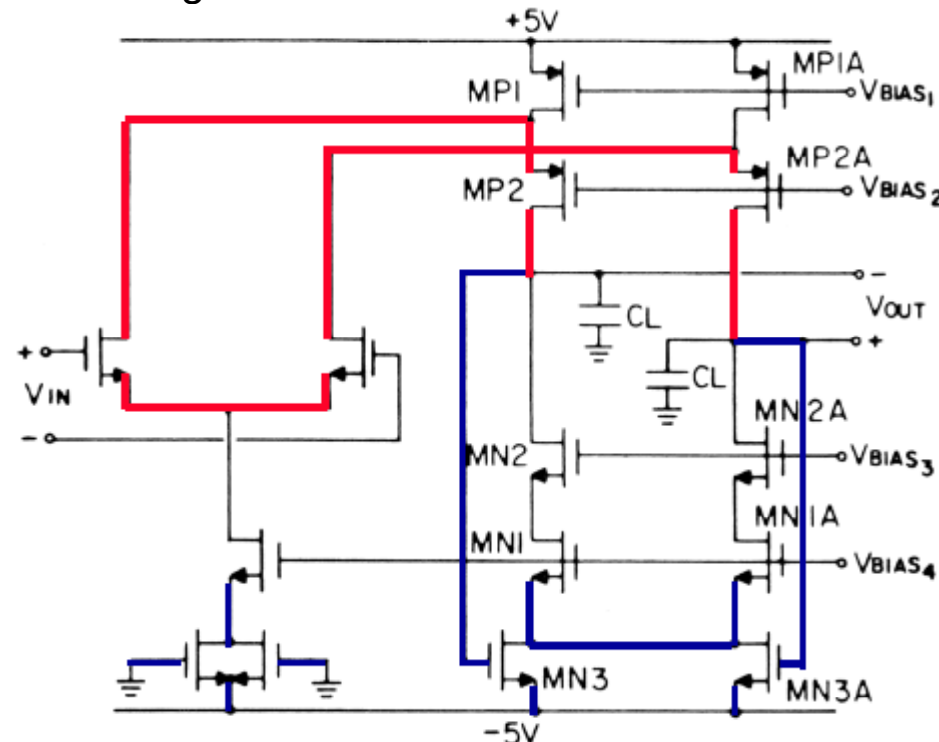 g
+5V
MP1
MP1A
VBIAS1
MP2
MP2A
VBIAS2
-
CL
VOUT
+
CL
+
VIN
-
MN2
MN2A
VBIAS3
MN1
MN1A
VBIAS4
MN3
MN3A
-5V